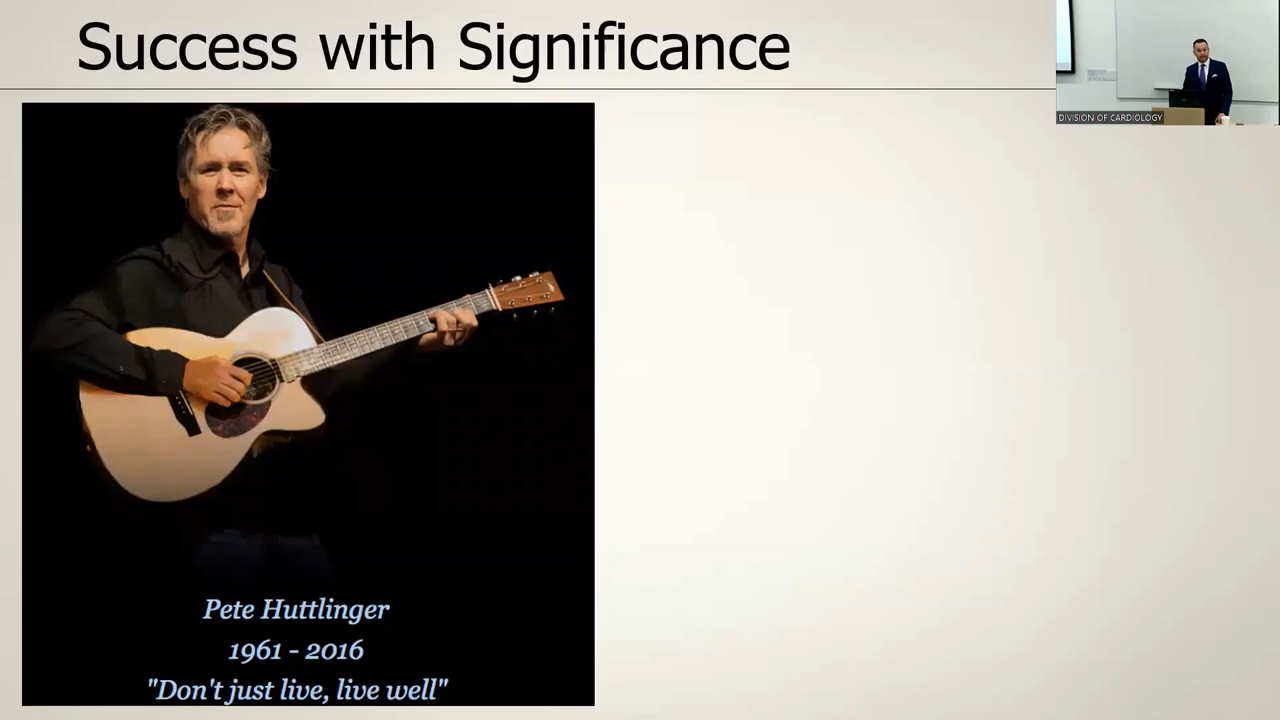 Success with Significance
DIVISION OF CARDIOLOGY
Pete Huttlinger
1961 - 2016
"Don't just live, live well"